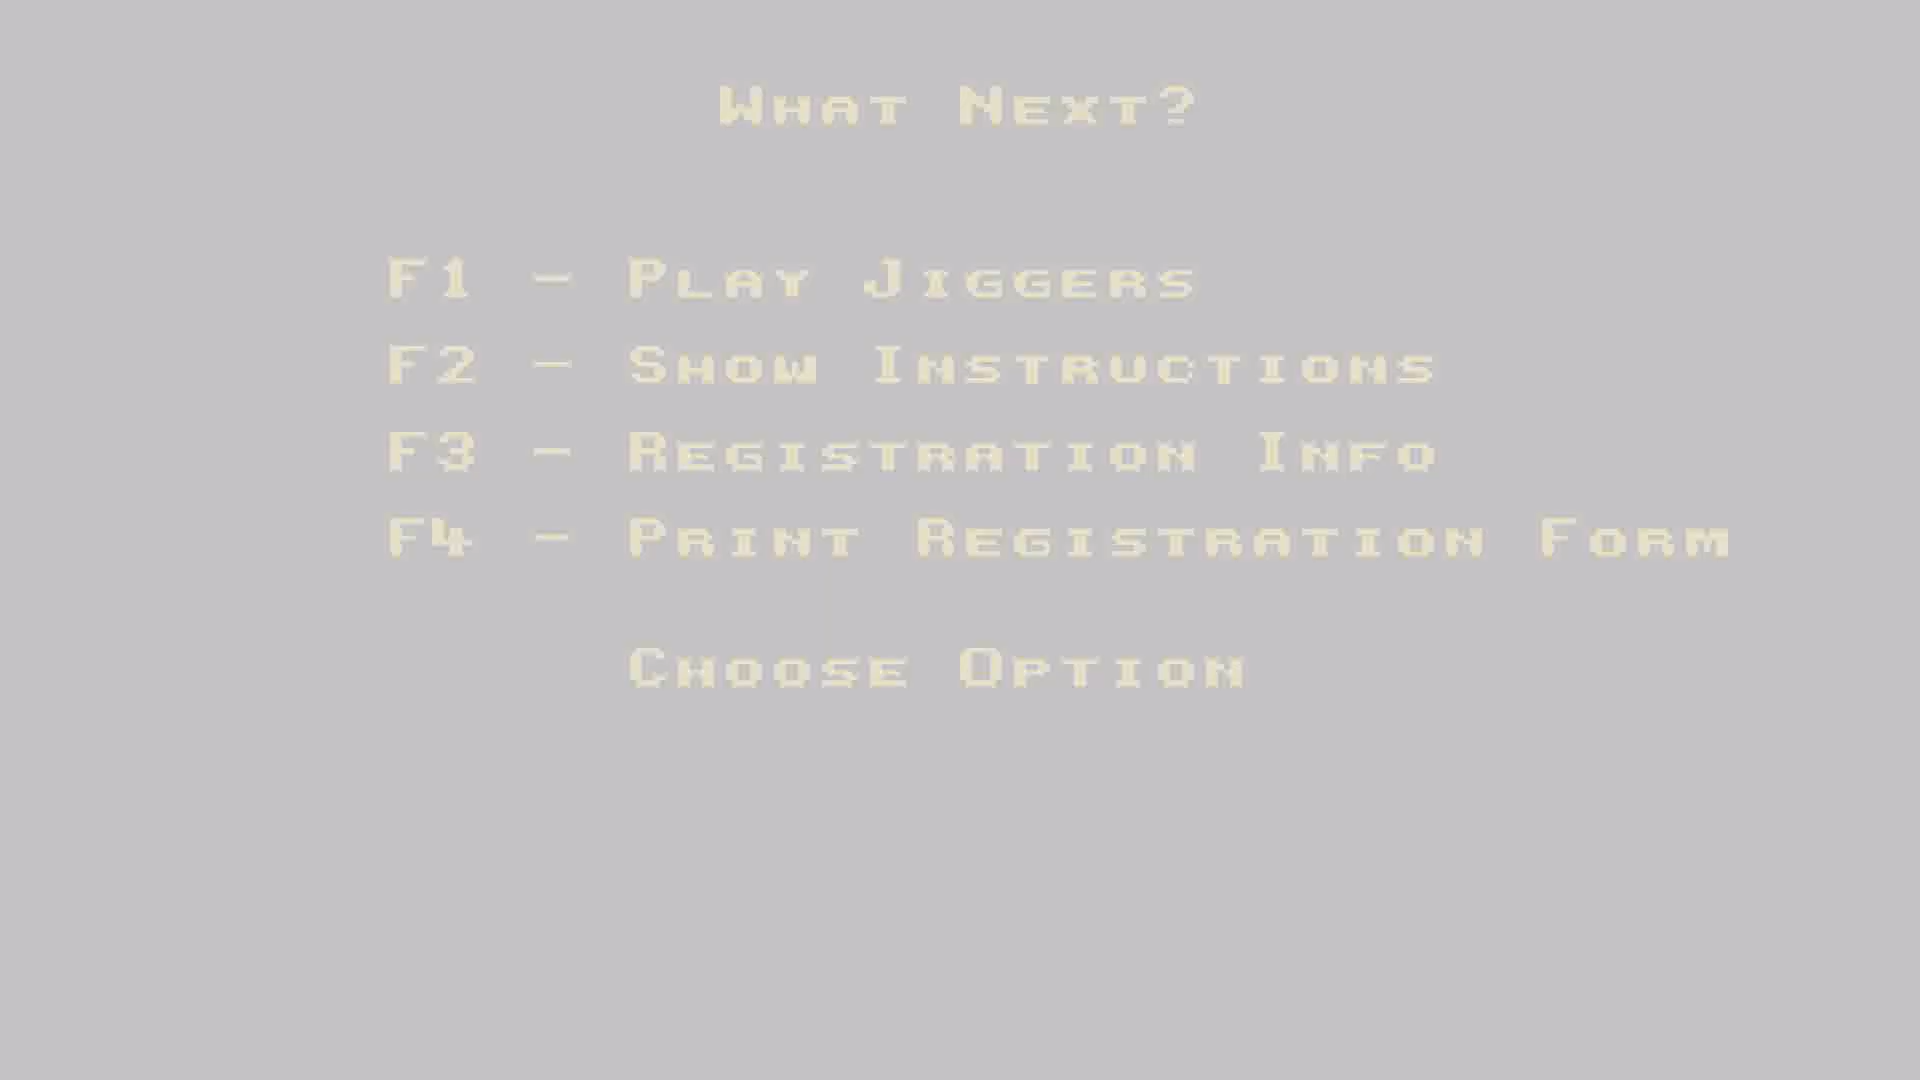 What Next?
F1 - Play Jiggers
F2 - Show Instructions
F3 - Registration Info
F4 - Print Registration Form
Choose Option